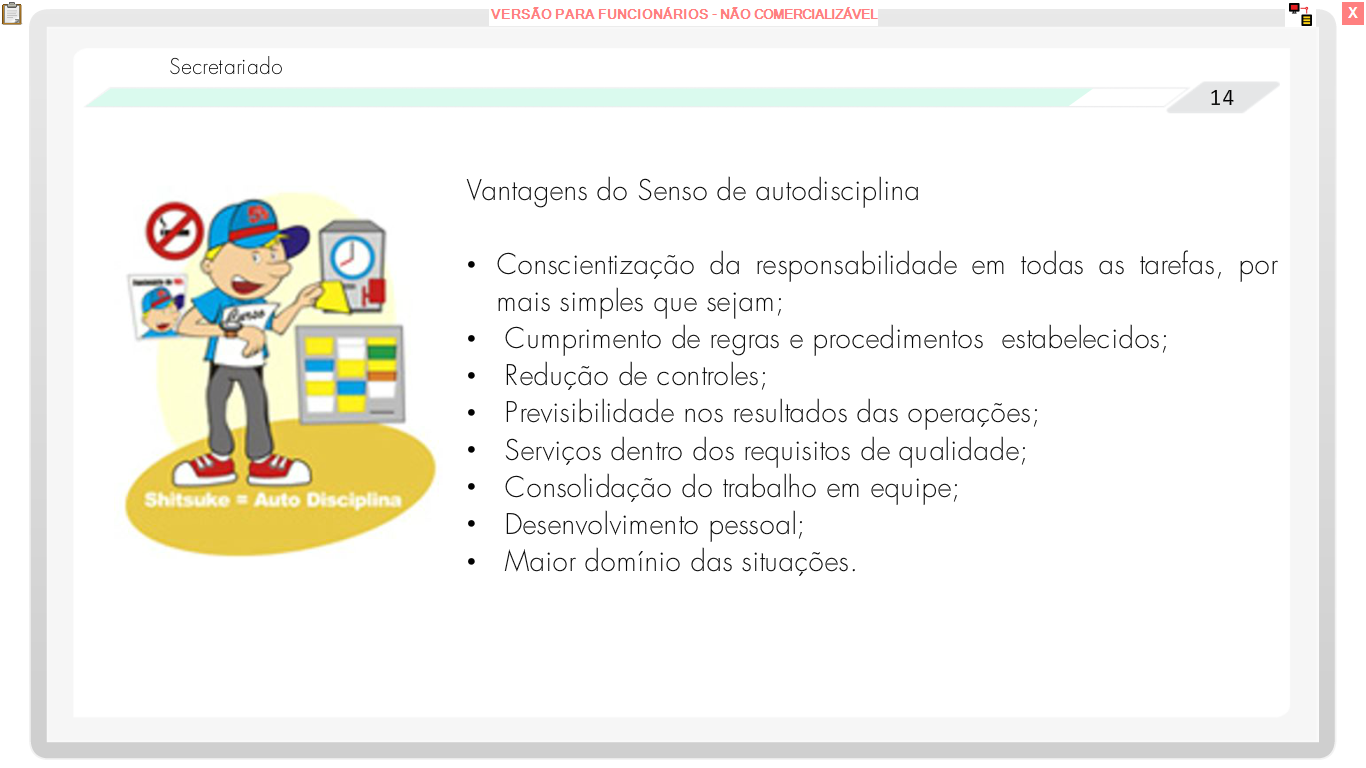 VERSÃO PARA FUNCIONÁRIOS - NÃO COMERCIALIZÁVEL
X
Secretariado
14
Vantagens do Senso de autodisciplina
• Conscientização da responsabilidade em todas as tarefas, por
mais simples que sejam;
• Cumprimento de regras e procedimentos estabelecidos;
• Redução de controles;
• Previsibilidade nos resultados das operações;
• Serviços dentro dos requisitos de qualidade;
• Consolidação do trabalho em equipe;
• Desenvolvimento pessoal;
• Maior domínio das situações.
Shitsuke = Auto Disciplina